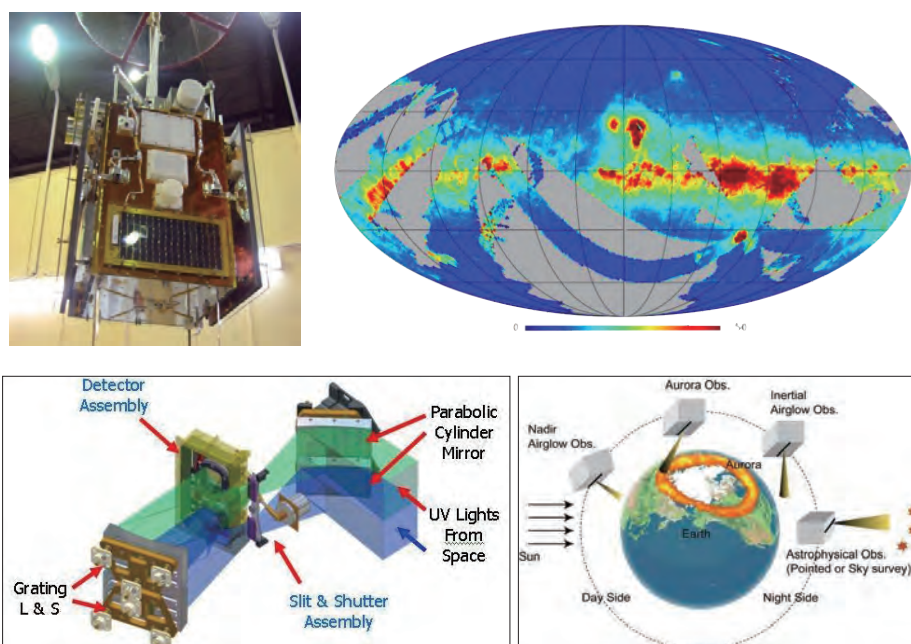 0
Detector
Assembly
Parabolic
Cylinder
Mirror
UV Lights
From
Space
Grating
L & S
Slit & Shutter
Assembly
Aurora Obs.
Inertial
Airglow Obs.
Nadir
Airglow Obs.
Aurora
Earth
Sun
Astrophysical Obs.
(Pointed or Sky survey)
Day Side
Night Side